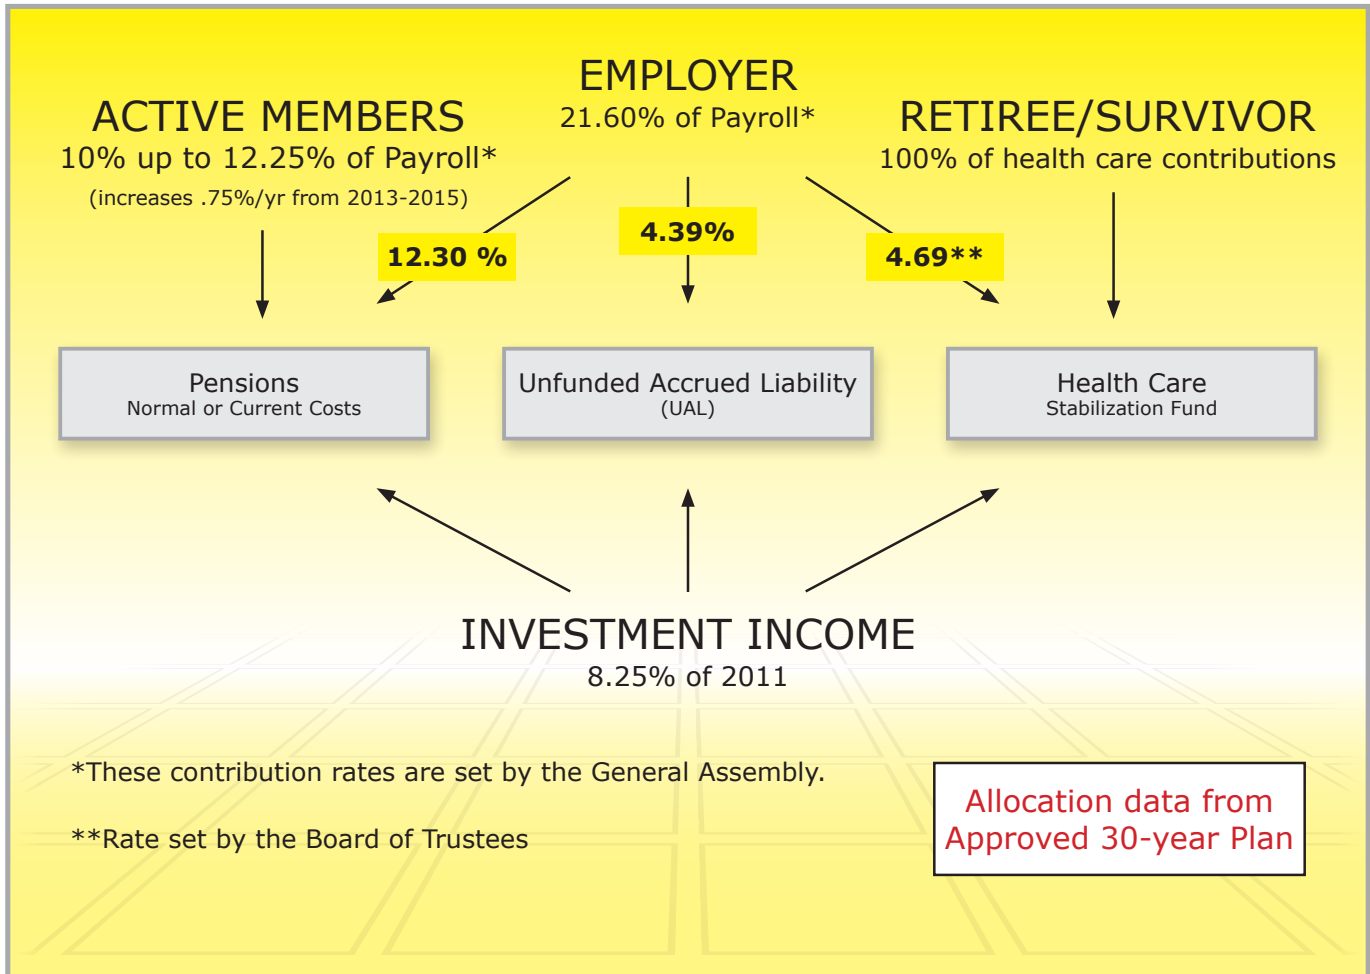 EMPLOYER
21.60% of Payroll*
ACTIVE MEMBERS
10% up to 12.25% of Payroll*
(increases .75%/yr from 2013-2015)
RETIREE/SURVIVOR
100% of health care contributions
12.30 %
4.39%
4.69**
Pensions
Normal or Current Costs
Unfunded Accrued Liability
(UAL)
Health Care
Stabilization Fund
INVESTMENT INCOME
8.25% of 2011
*These contribution rates are set by the General Assembly.
**Rate set by the Board of Trustees
Allocation data from
Approved 30-year Plan